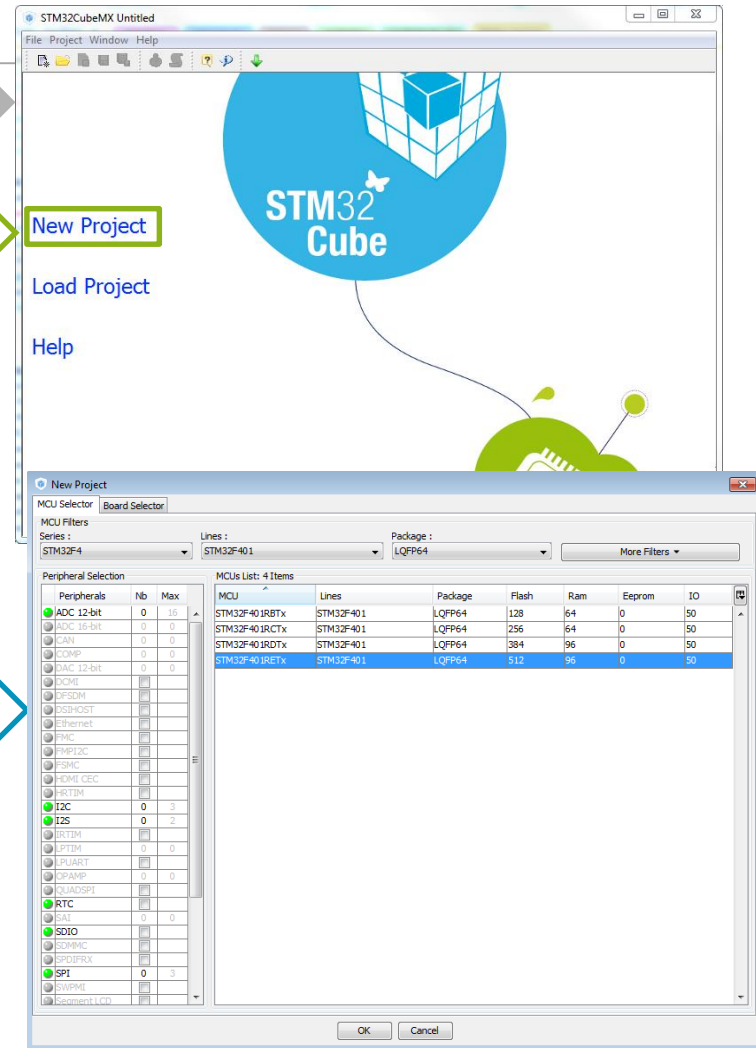 STM32CubeMX Untitled
File Project Window Help
STM32
Cube
New Project
Load Project
Help
New Project
MCU Selector Board Selector
MCU Filters
Series : Lines : Package :
STM32F4 STM32F401 LQFP64 More Filters
Peripheral Selection MCUs List: 4 Items
Peripherals Nb Max MCU Lines Package Flash Ram Eeprom IO
ADC 12-bit 0 16 STM32F401RBTx STM32F401 LQFP64 128 64 0 50
ADC 16-bit 0 0 STM32F401RCTx STM32F401 LQFP64 256 64 0 50
CAN 0 0 STM32F401RDTx STM32F401 LQFP64 384 96 0 50
COMP 0 0 STM32F401RETx STM32F401 LQFP64 512 96 0 50
DAC 12-bit 0 0
DCMI
DFSDM
DSIHOST
Ethernet
FMC
FMPI2C
FSMC
HDMI CEC
HRTIM
I2C 0 3
I2S 0 2
IRTIM
LPTIM 0 0
LPUART
OPAMP 0 0
QUADSPI
RTC
SAI 0 0
SDIO
SDMMC
SPDIFRX
SPI 0 3
SWPMI
Segment LCD
OK Cancel